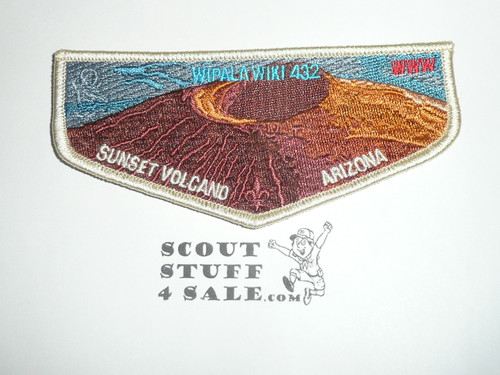 WIPALA WIKI 432
WWW
SUNSET VOLCANO
ARIZONA
SCOUT
STUFF
4 SALE.COM